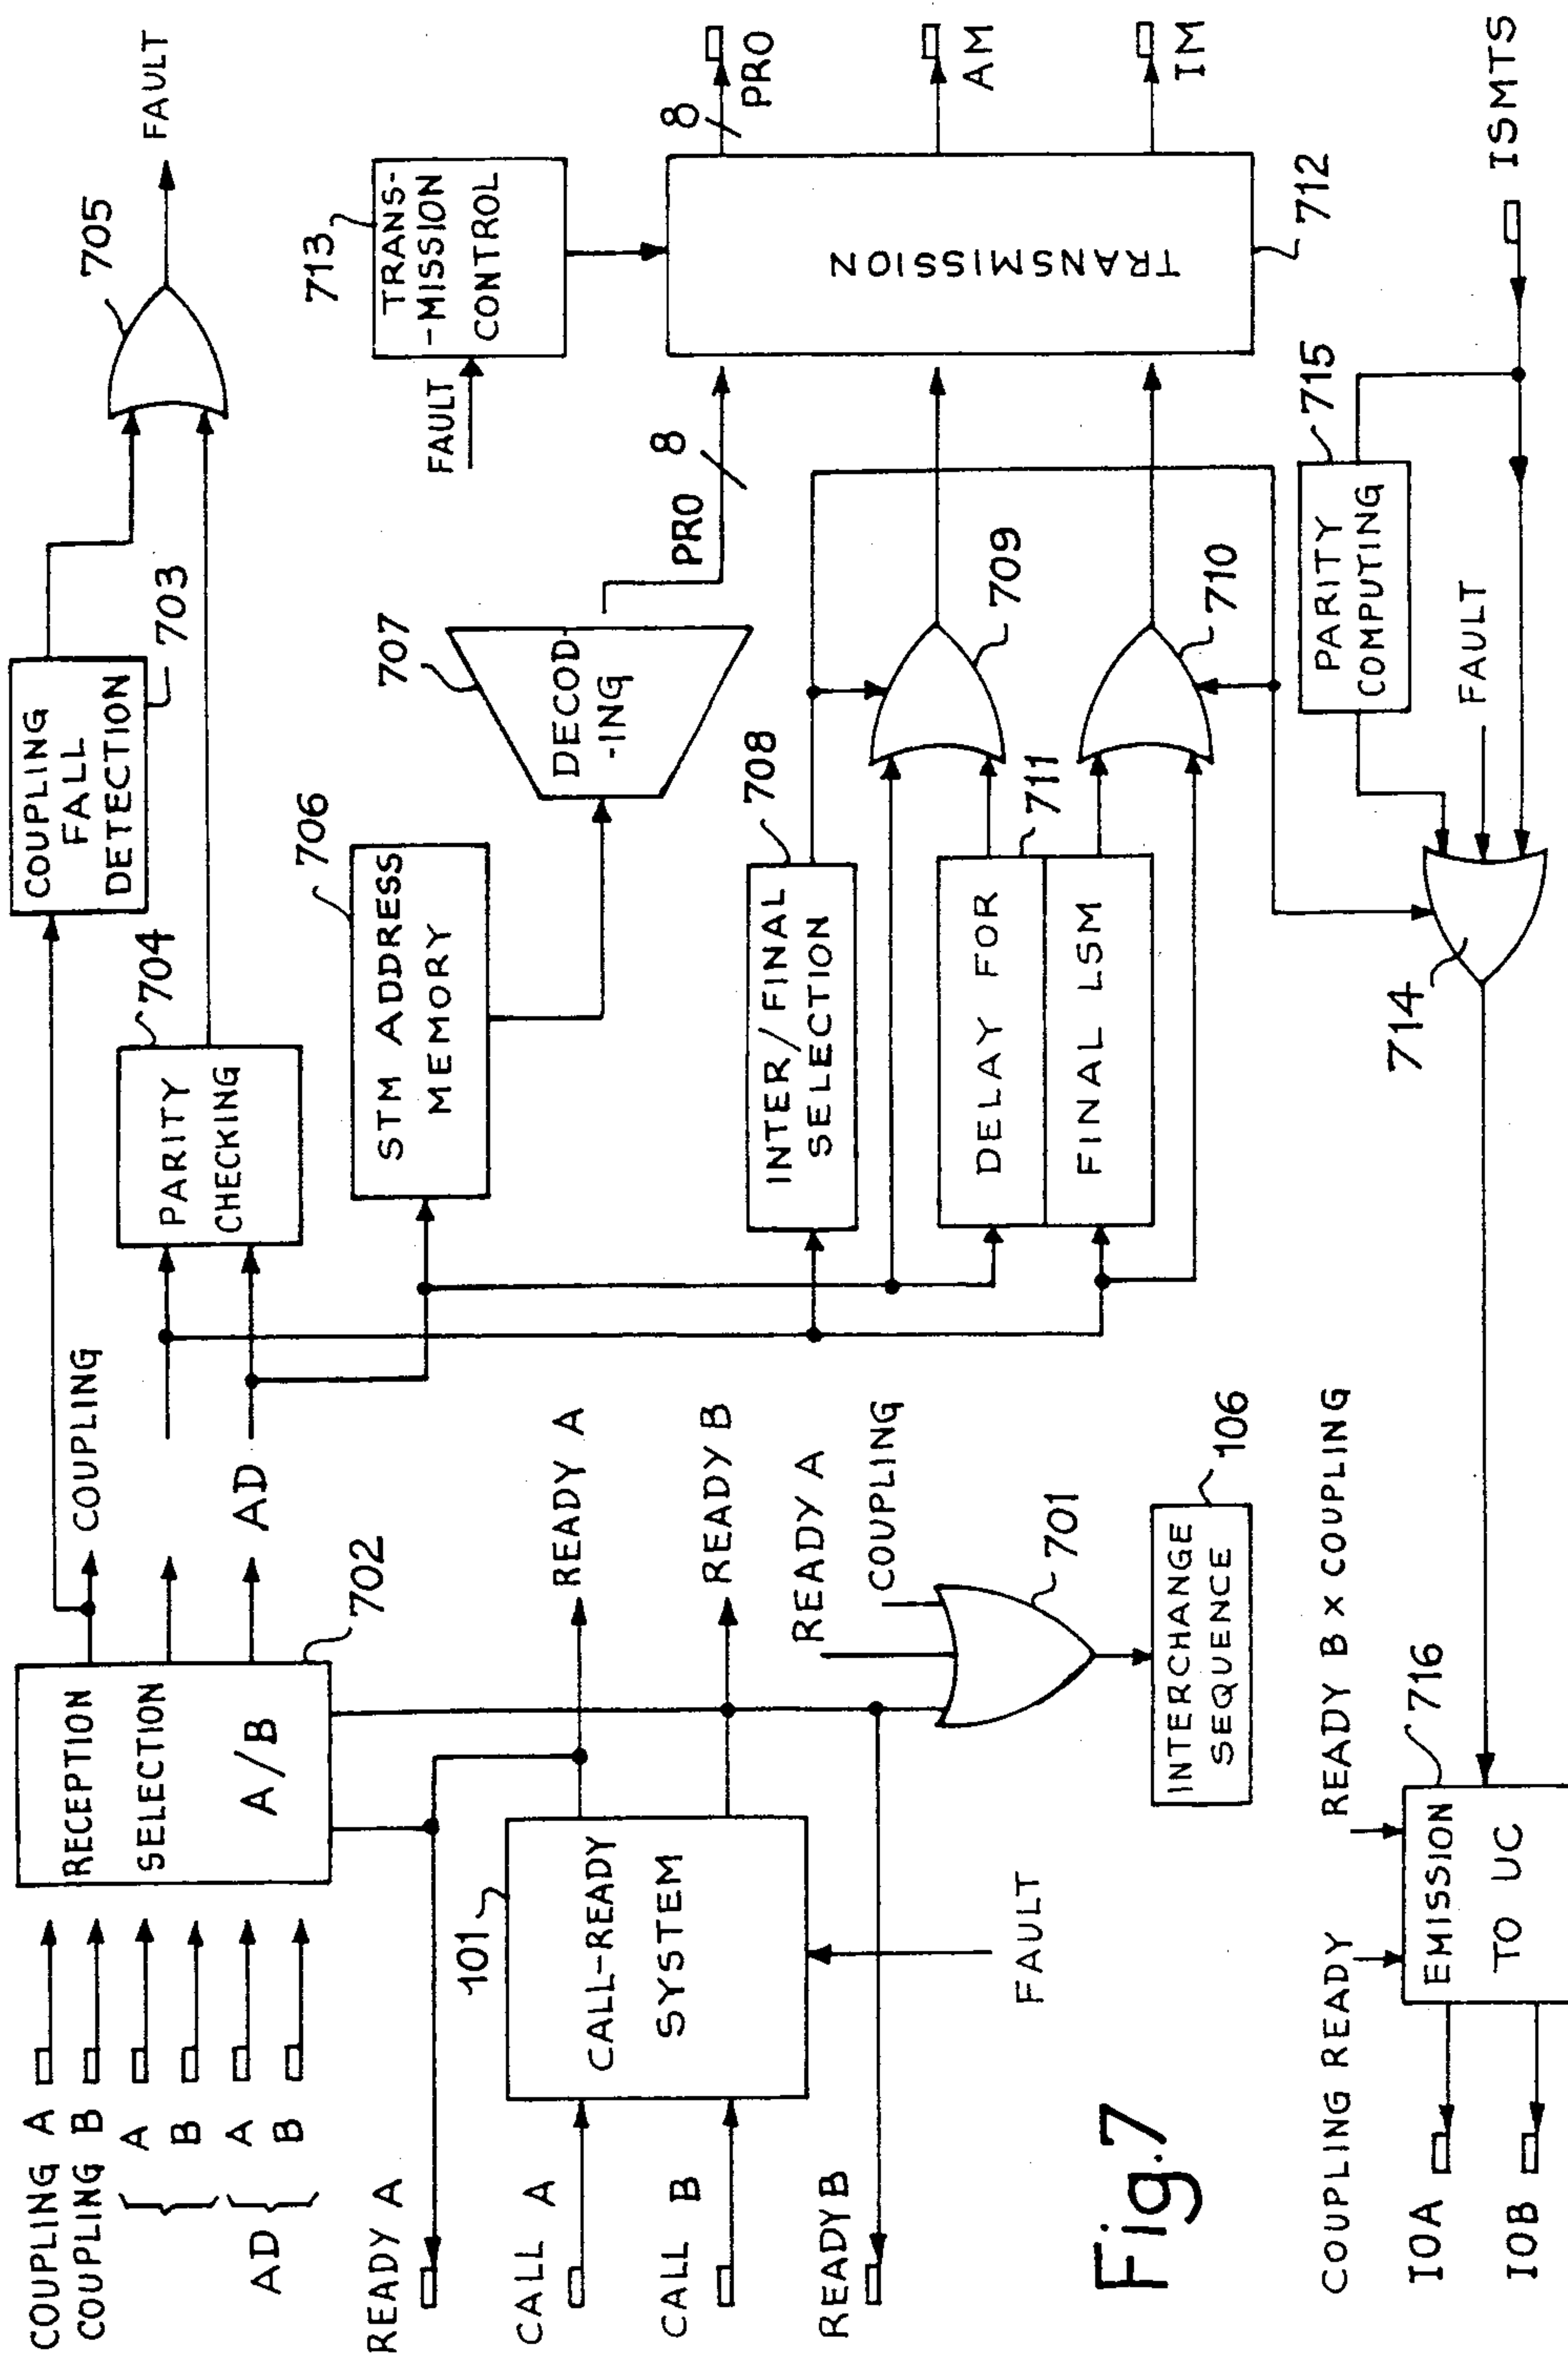 COUPLING A
COUPLING B
A
B
A
B
AD
RECEPTION
SELECTION
A/B
702
COUPLING
AD
COUPLING
FALL
DETECTION
703
PARITY
CHECKING
704
705
FAULT
READY A
CALL A
CALL B
READY B
101
CALL-READY
SYSTEM
FAULT
READY A
READY B
READY A
COUPLING
701
INTERCHANGE
SEQUENCE
106
706
STM ADDRESS
MEMORY
707
DECOD
-ING
PRO
8
FAULT
713
TRANS-
-MISSION
CONTROL
TRANSMISSION
712
8
PRO
AM
IM
708
INTER/FINAL
SELECTION
DELAY FOR
FINAL LSM
711
709
710
715
PARITY
COMPUTING
FAULT
ISMTS
714
COUPLING READY
READY B x COUPLING
716
EMISSION
TO UC
IOA
IOB
Fig.7